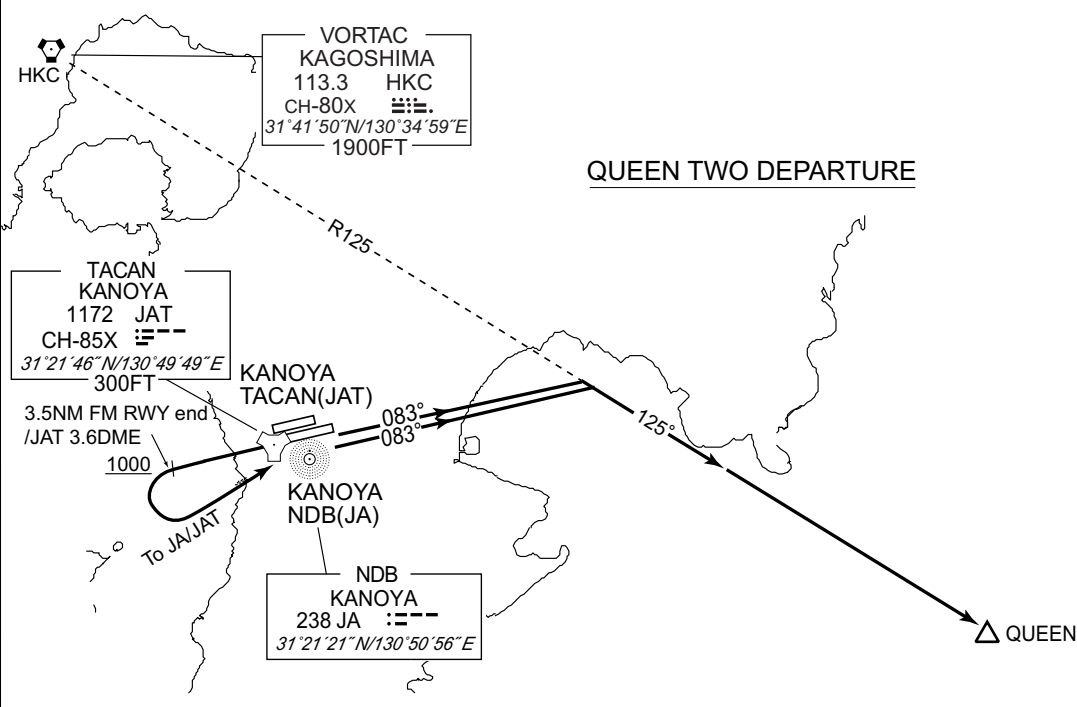 VORTAC
KAGOSHIMA
113.3 HKC
CH-80X
31°41´50˝N/130°34´59˝E
1900FT
HKC
QUEEN TWO DEPARTURE
R125
TACAN
KANOYA
1172 JAT
CH-85X
31°21´46˝N/130°49´49˝E
300FT
KANOYA
TACAN(JAT)
3.5NM FM RWY end
/JAT 3.6DME
1000
083°
083°
125°
KANOYA
NDB(JA)
To JA/JAT
NDB
KANOYA
238 JA
31°21´21˝N/130°50´56˝E
QUEEN